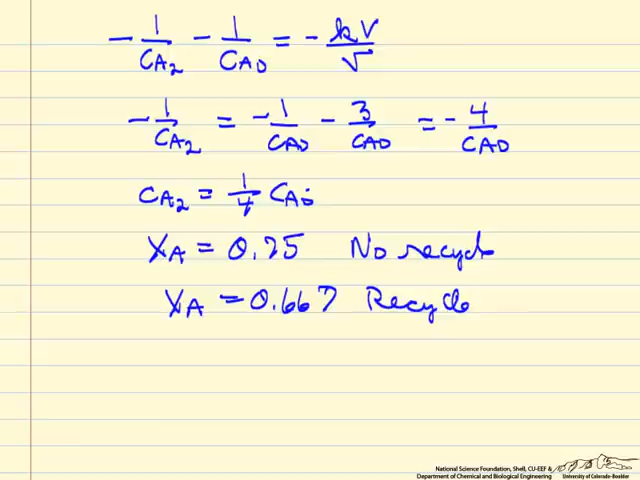 - 1/CA2 - 1/CA0 = - kV/v
- 1/CA2 = -1/CA0 - 3/CA0 = - 4/CA0
CA2 = 1/4 CA0
XA = 0.75 No recycle
XA = 0.667 Recycle
National Science Foundation, Shell, CU-EEF &
Department of Chemical and Biological Engineering
University of Colorado-Boulder